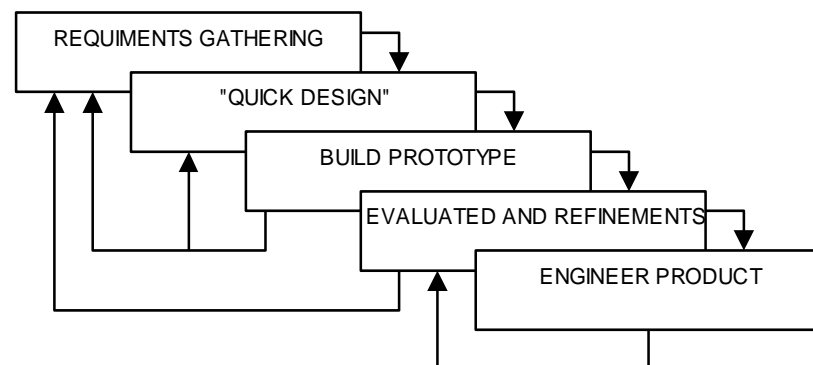 REQUIMENTS GATHERING
"QUICK DESIGN"
BUILD PROTOTYPE
EVALUATED AND REFINEMENTS
ENGINEER PRODUCT